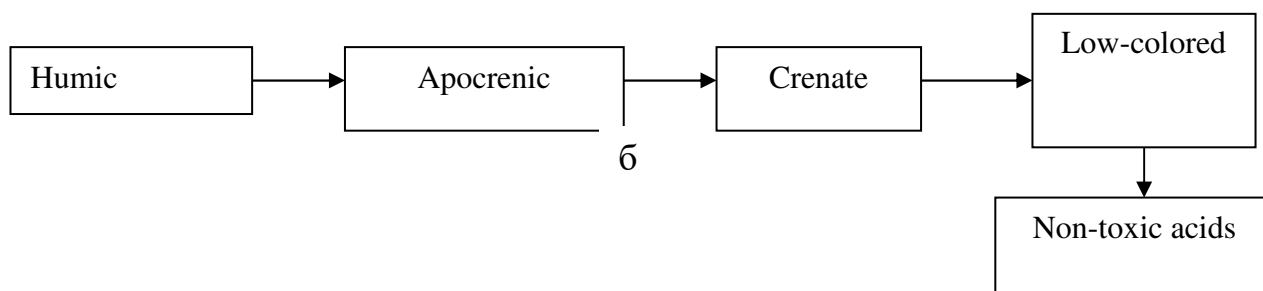 Humic
Apocrenic
Crenate
Low-colored
б
Non-toxic acids